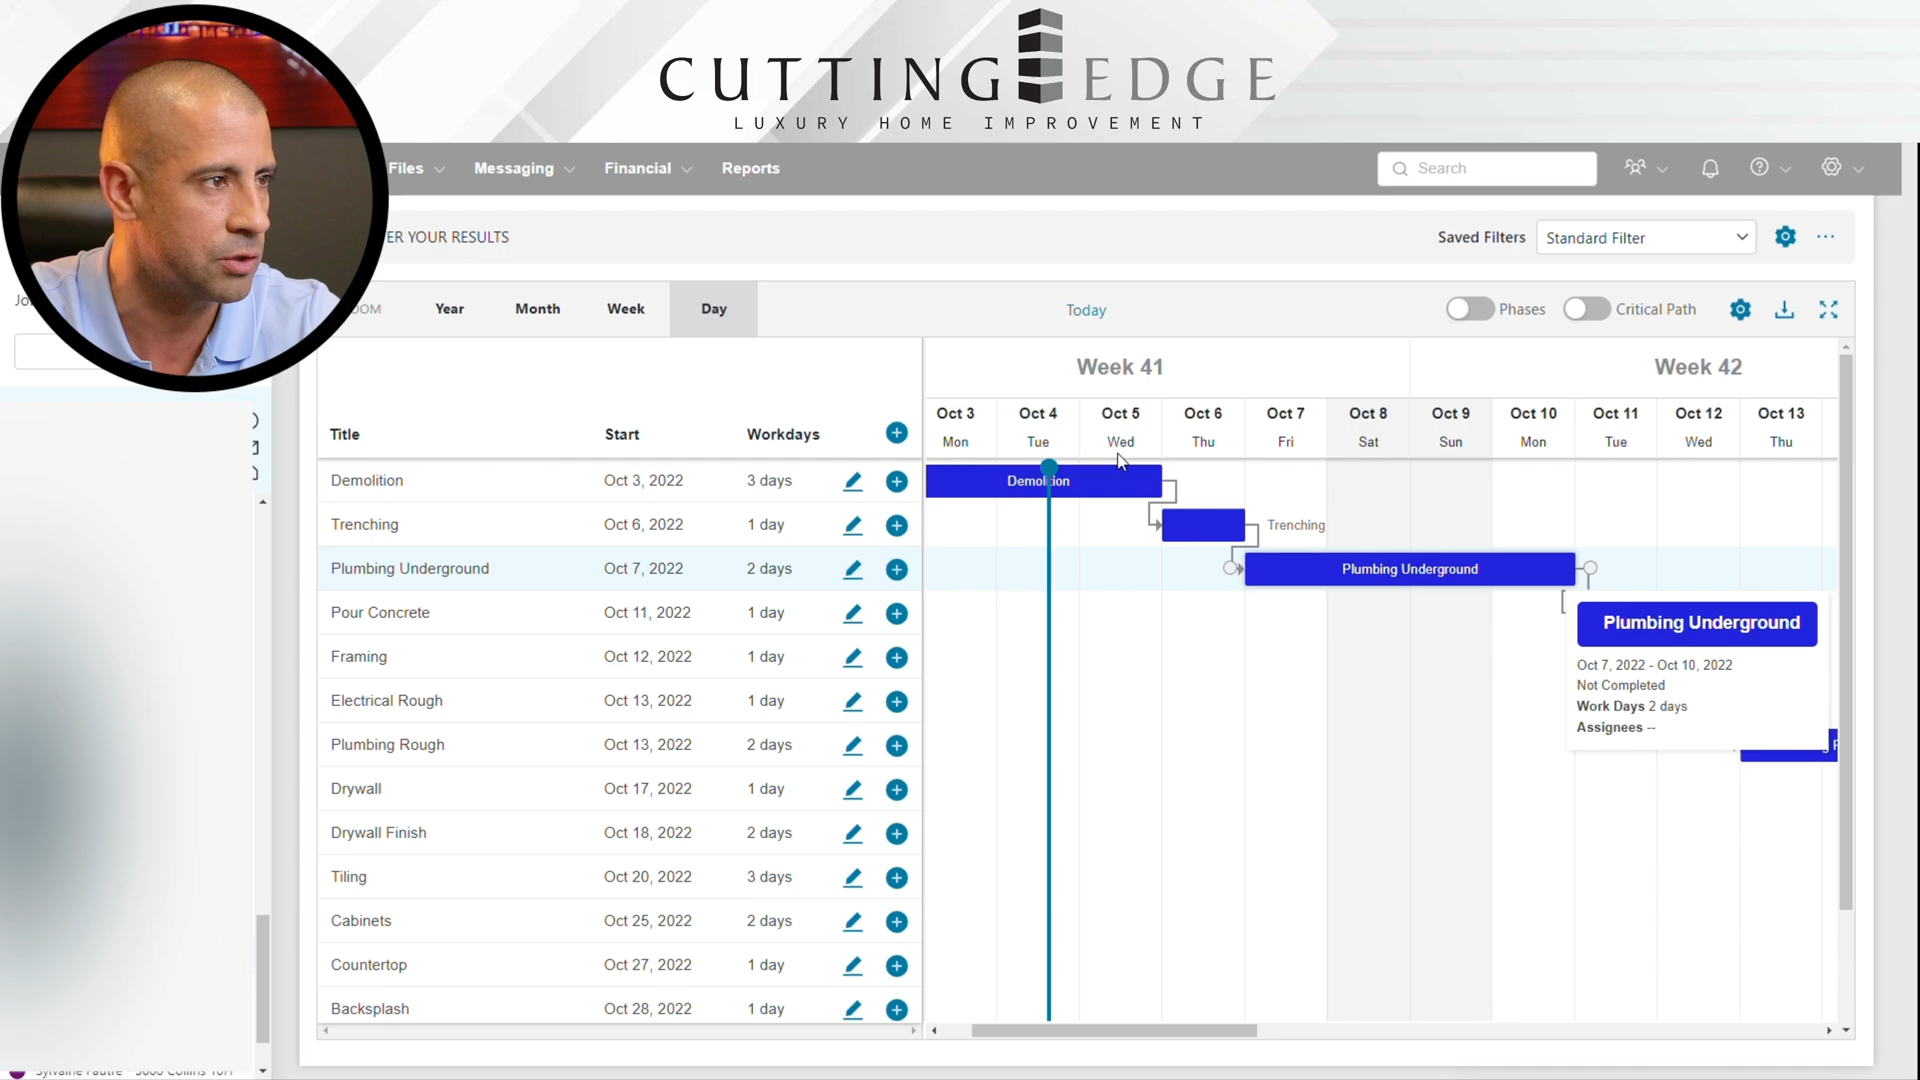 CUTTING EDGE
LUXURY HOME IMPROVEMENT
Files Messaging Financial Reports Search
ER YOUR RESULTS Saved Filters Standard Filter
Year Month Week Day Today Phases Critical Path
Week 41 Week 42
Oct 3 Oct 4 Oct 5 Oct 6 Oct 7 Oct 8 Oct 9 Oct 10 Oct 11 Oct 12 Oct 13
Title Start Workdays Mon Tue Wed Thu Fri Sat Sun Mon Tue Wed Thu
Demolition Oct 3, 2022 3 days Demolition
Trenching Oct 6, 2022 1 day Trenching
Plumbing Underground Oct 7, 2022 2 days Plumbing Underground
Pour Concrete Oct 11, 2022 1 day
Plumbing Underground
Oct 7, 2022 - Oct 10, 2022
Not Completed
Work Days 2 days
Assignees --
Framing Oct 12, 2022 1 day
Electrical Rough Oct 13, 2022 1 day
Plumbing Rough Oct 13, 2022 2 days
Drywall Oct 17, 2022 1 day
Drywall Finish Oct 18, 2022 2 days
Tiling Oct 20, 2022 3 days
Cabinets Oct 25, 2022 2 days
Countertop Oct 27, 2022 1 day
Backsplash Oct 28, 2022 1 day